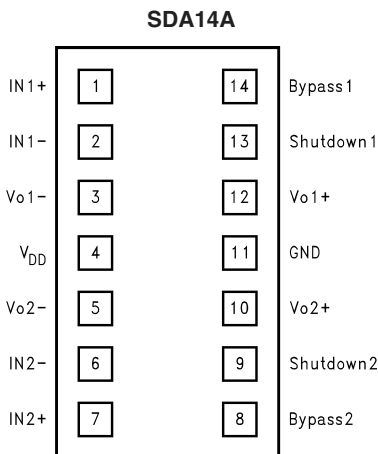 SDA14A
IN1+ 1 14 Bypass1
IN1− 2 13 Shutdown1
Vo1− 3 12 Vo1+
VDD 4 11 GND
Vo2− 5 10 Vo2+
IN2− 6 9 Shutdown2
IN2+ 7 8 Bypass2